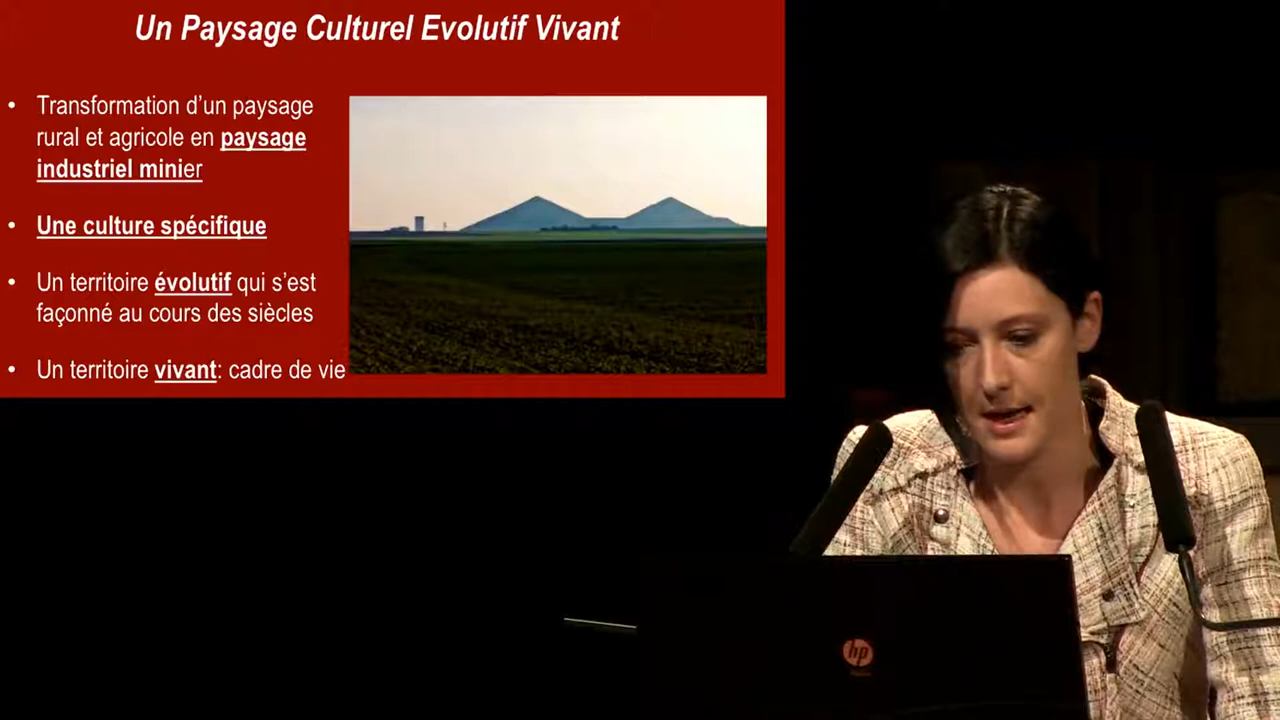 Un Paysage Culturel Evolutif Vivant
• Transformation d'un paysage
rural et agricole en paysage
industriel minier
• Une culture spécifique
• Un territoire évolutif qui s'est
façonné au cours des siècles
• Un territoire vivant: cadre de vie
hp